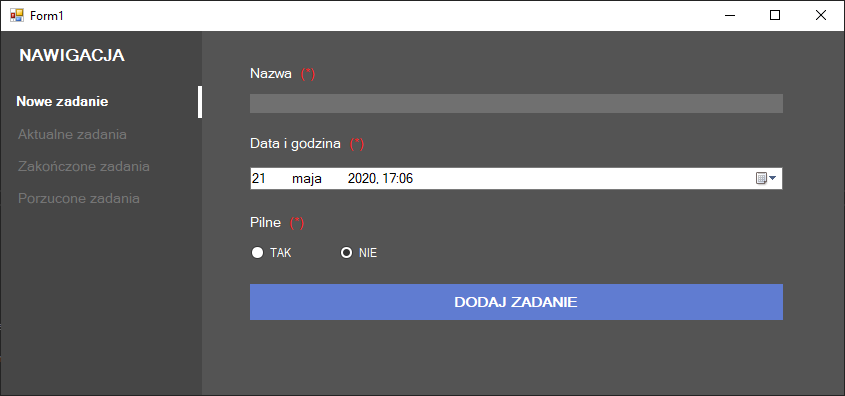 Form1
NAWIGACJA
Nowe zadanie
Aktualne zadania
Zakończone zadania
Porzucone zadania
Nazwa (*)
Data i godzina (*)
21 maja 2020, 17:06
Pilne (*)
TAK NIE
DODAJ ZADANIE